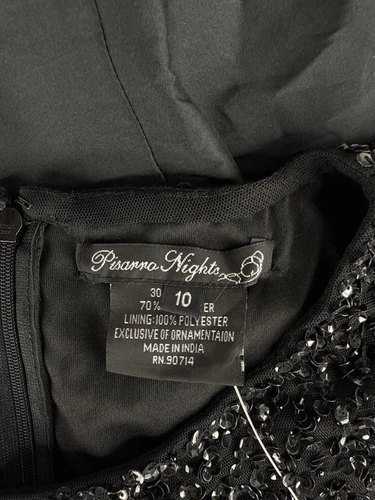 Pisarro Nights
30
10
70% ER
LINING:100% POLYESTER
EXCLUSIVE OF ORNAMENTAION
MADE IN INDIA
RN.90714